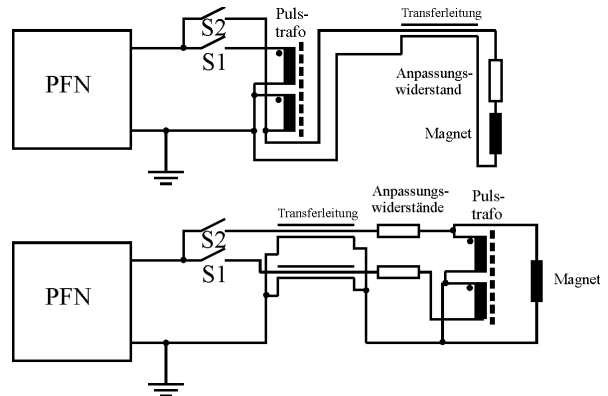 S2
Puls-
trafo
Transferleitung
S1
PFN
Anpassungs-
widerstand
Magnet
Anpassungs-
widerstände
Puls-
trafo
Transferleitung
S2
S1
PFN
Magnet